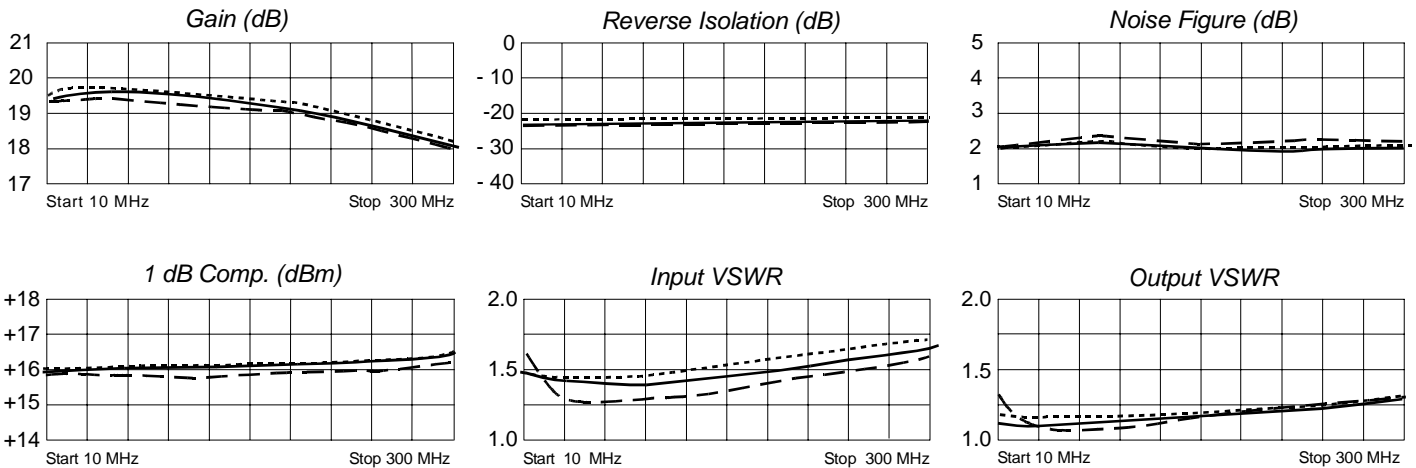 Gain (dB)
21
20
19
18
17
Start 10 MHz Stop 300 MHz
Reverse Isolation (dB)
0
- 10
-20
- 30
- 40
Start 10 MHz Stop 300 MHz
Noise Figure (dB)
5
4
3
2
1
Start 10 MHz Stop 300 MHz
1 dB Comp. (dBm)
+18
+17
+16
+15
+14
Start 10 MHz Stop 300 MHz
Input VSWR
2.0
1.5
1.0
Start 10 MHz Stop 300 MHz
Output VSWR
2.0
1.5
1.0
Start 10 MHz Stop 300 MHz